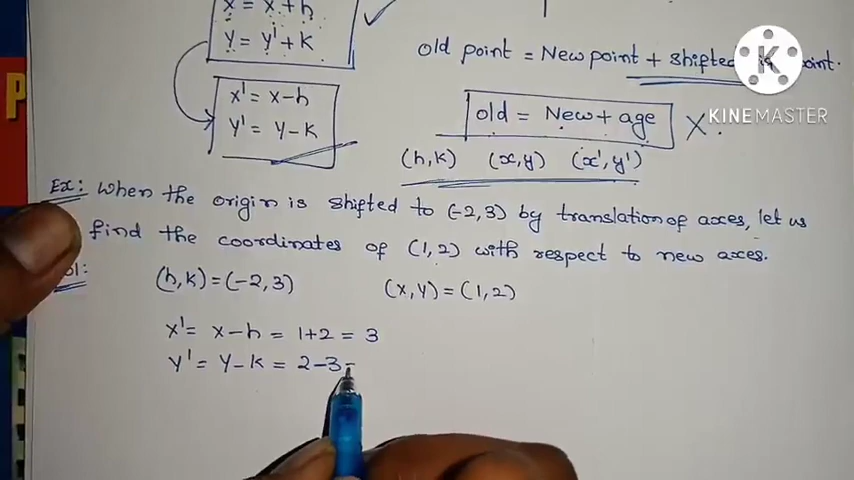 x = x + h
y = y' + k
old point = New point + shifted
x' = x - h
y' = y - k
old = New + age X.
(h, k) (x, y) (x', y')
Ex: when the origin is shifted to (-2, 3) by translation of axes, let us
find the coordinates of (1, 2) with respect to new axes.
(h, k) = (-2, 3) (x, y) = (1, 2)
x' = x - h = 1+2 = 3
y' = y - k = 2-3 =
K
KINEMASTER
P